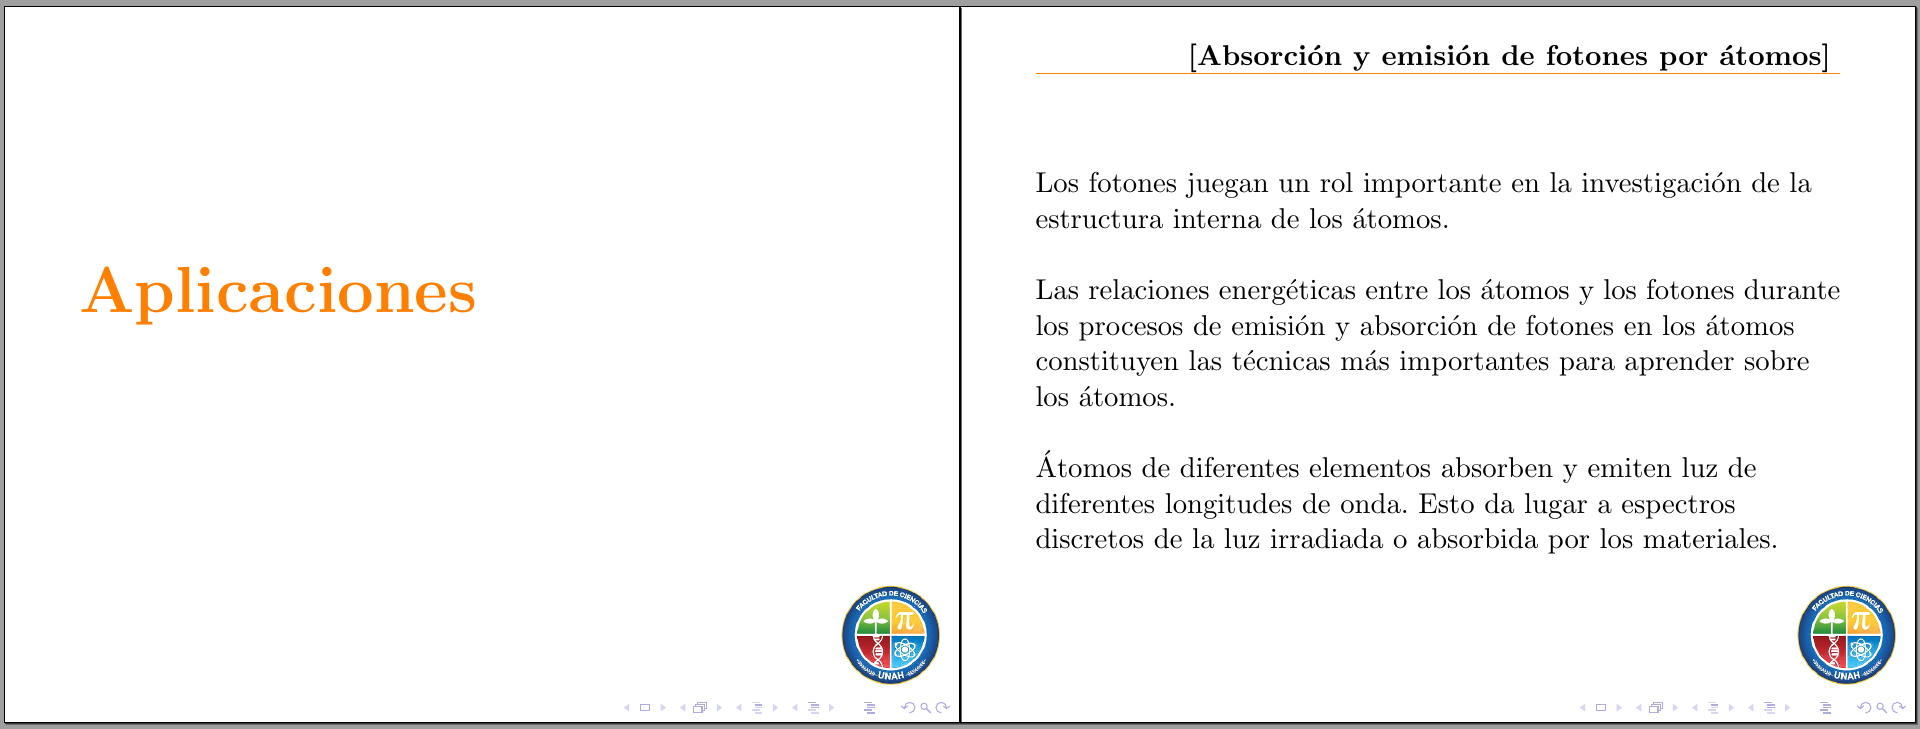 Aplicaciones
FACULTAD DE CIENCIAS
π
UNAH
[Absorción y emisión de fotones por átomos]
Los fotones juegan un rol importante en la investigación de la
estructura interna de los átomos.
Las relaciones energéticas entre los átomos y los fotones durante
los procesos de emisión y absorción de fotones en los átomos
constituyen las técnicas más importantes para aprender sobre
los átomos.
Átomos de diferentes elementos absorben y emiten luz de
diferentes longitudes de onda. Esto da lugar a espectros
discretos de la luz irradiada o absorbida por los materiales.
FACULTAD DE CIENCIAS
π
UNAH